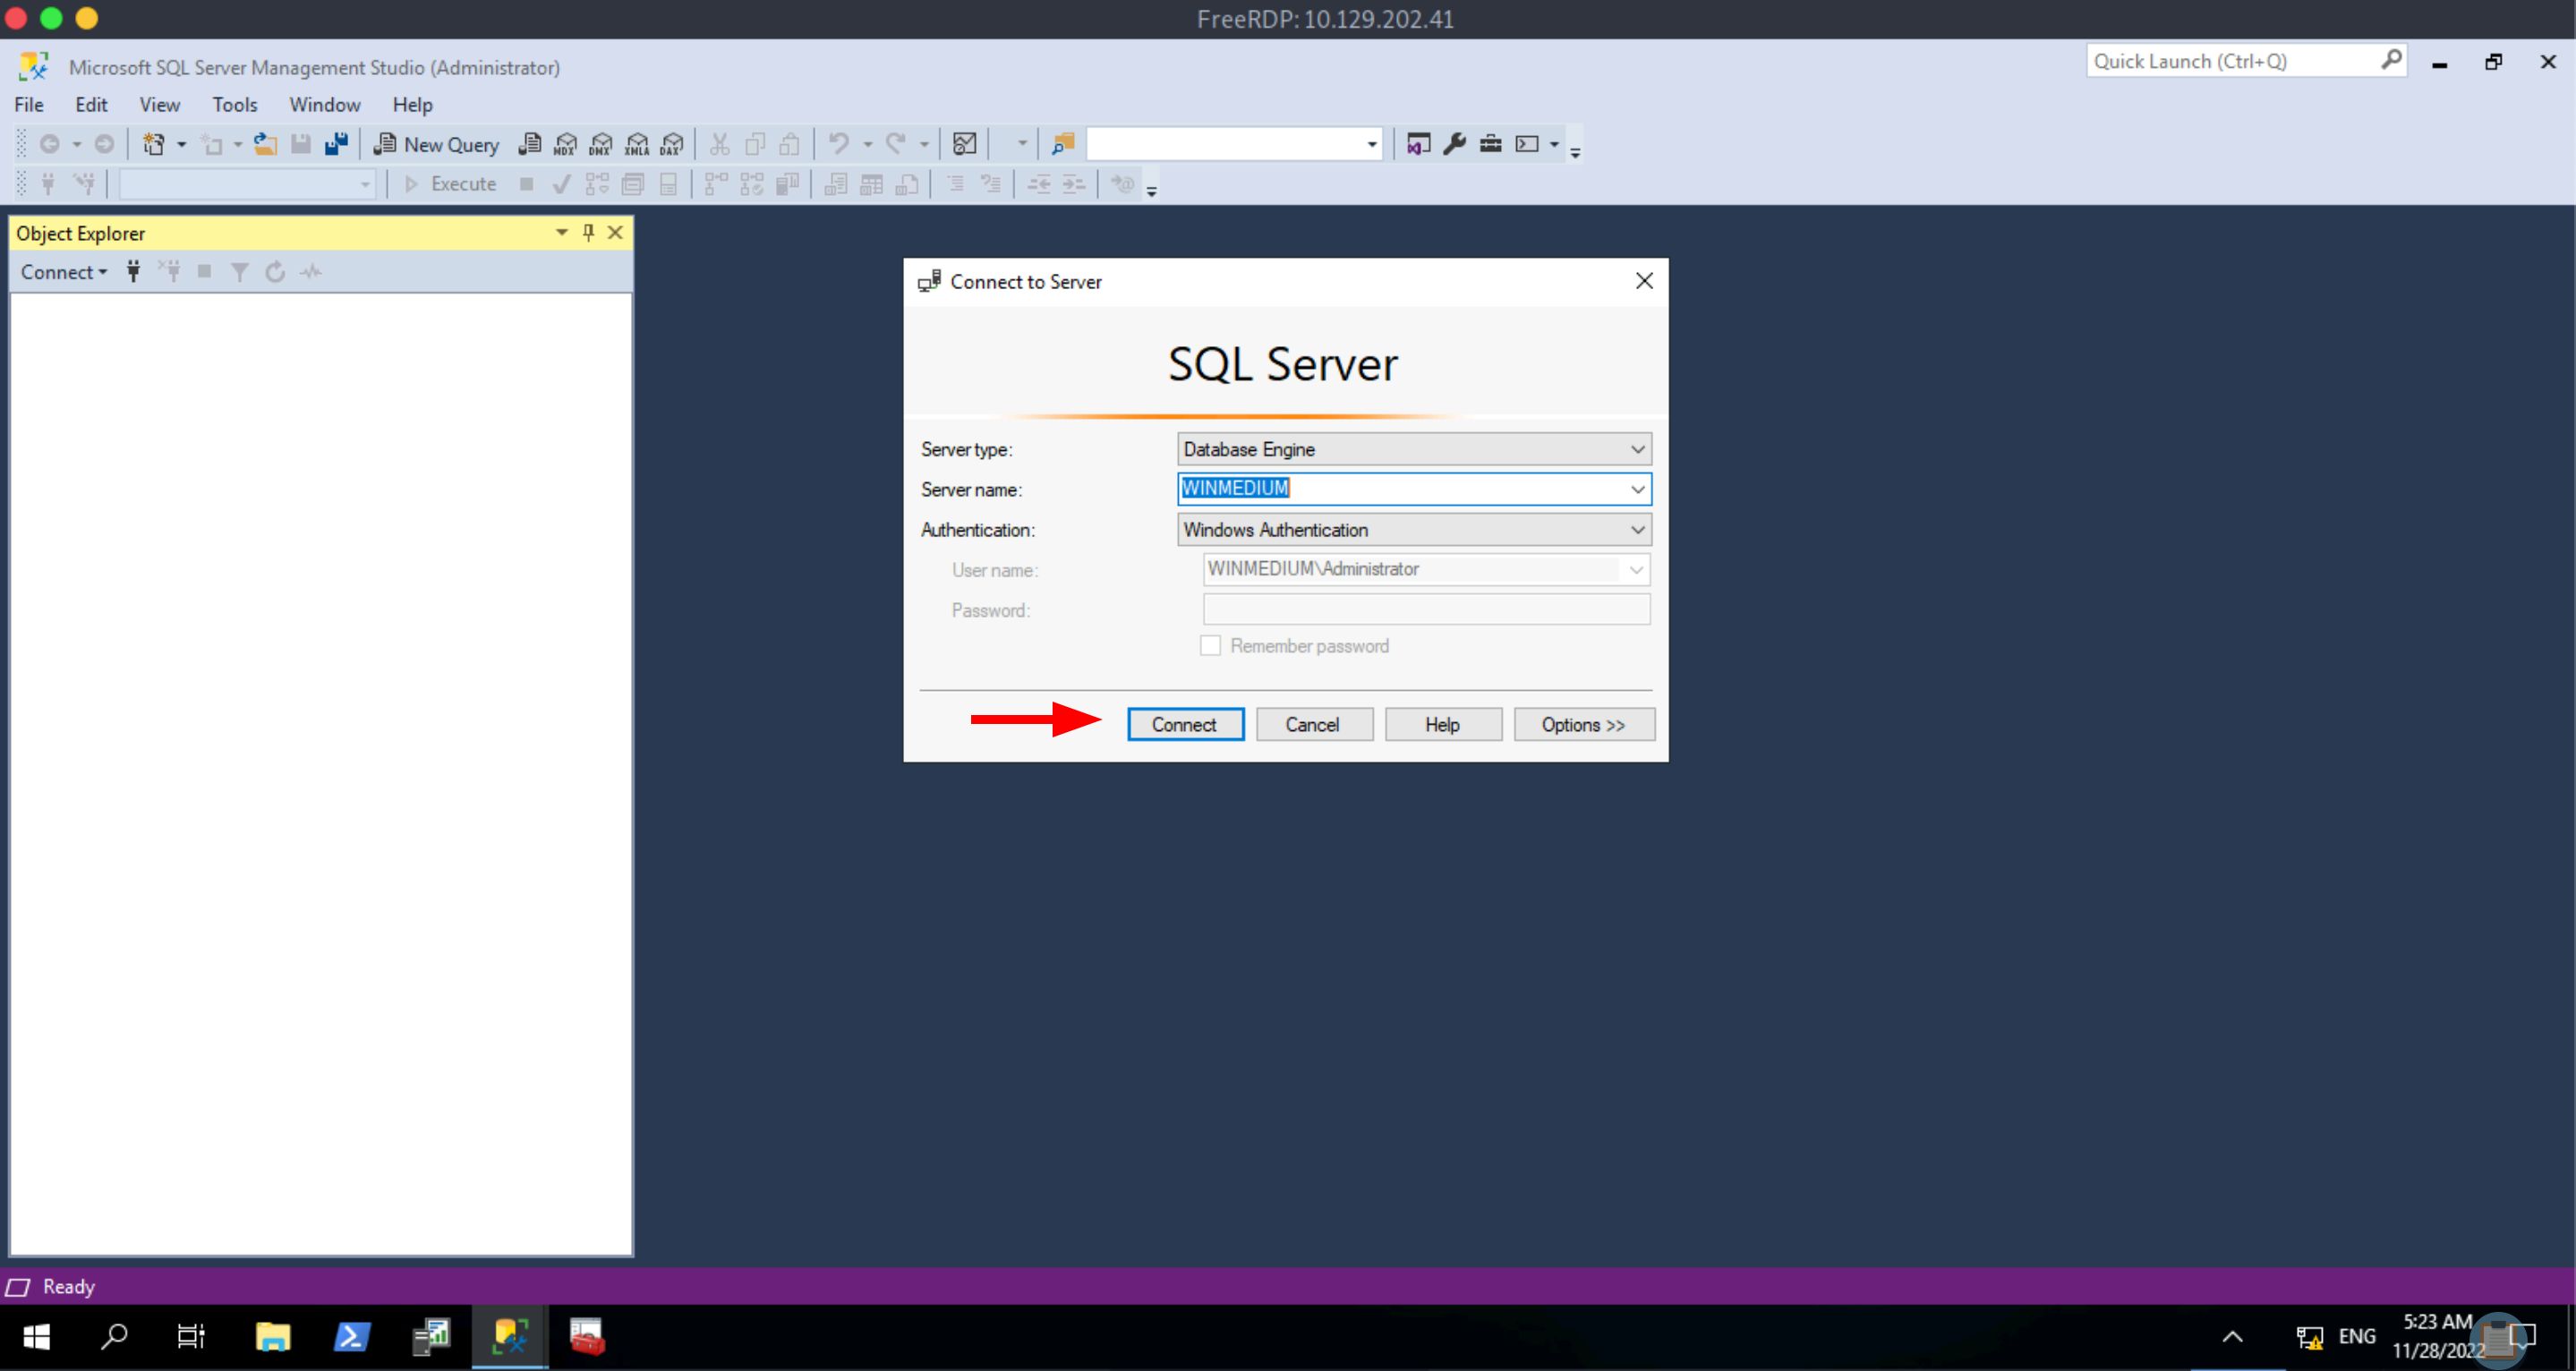 FreeRDP: 10.129.202.41
Microsoft SQL Server Management Studio (Administrator)
Quick Launch (Ctrl+Q)
File Edit View Tools Window Help
New Query MDX DMX XMLA DAX
Execute
Object Explorer
Connect
Connect to Server
SQL Server
Server type: Database Engine
Server name: WINMEDIUM
Authentication: Windows Authentication
User name: WINMEDIUM\Administrator
Password:
Remember password
Connect Cancel Help Options >>
Ready
ENG
5:23 AM
11/28/2022